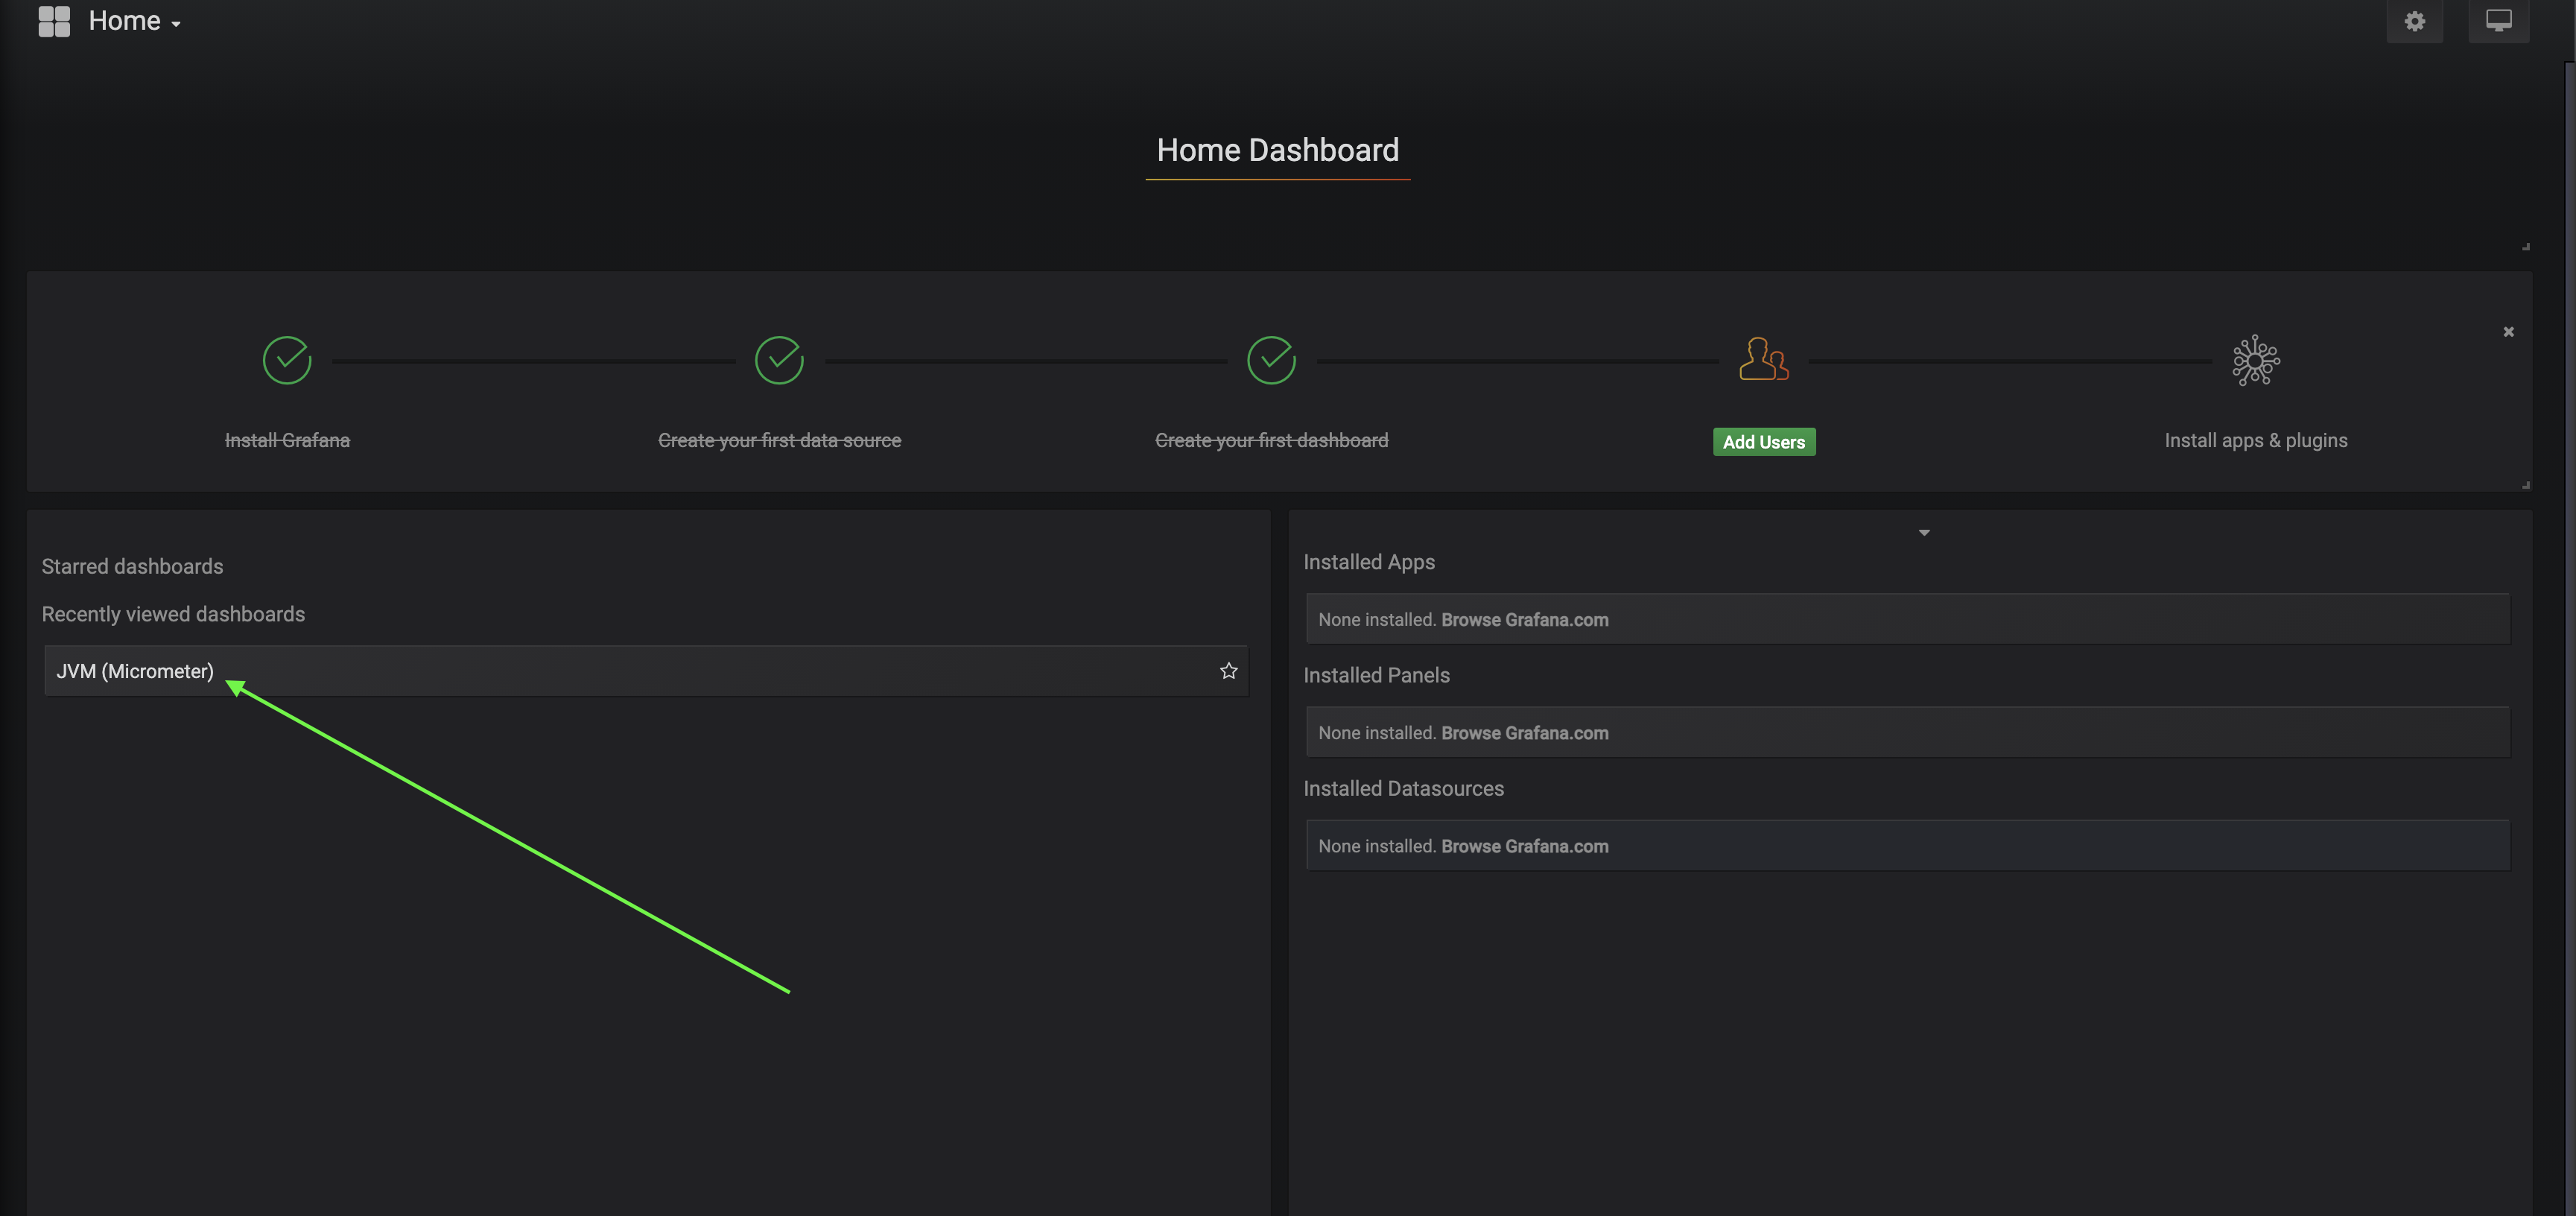 Home
Home Dashboard
Install Grafana
Create your first data source
Create your first dashboard
Add Users
Install apps & plugins
Starred dashboards
Recently viewed dashboards
JVM (Micrometer)
Installed Apps
None installed. Browse Grafana.com
Installed Panels
None installed. Browse Grafana.com
Installed Datasources
None installed. Browse Grafana.com